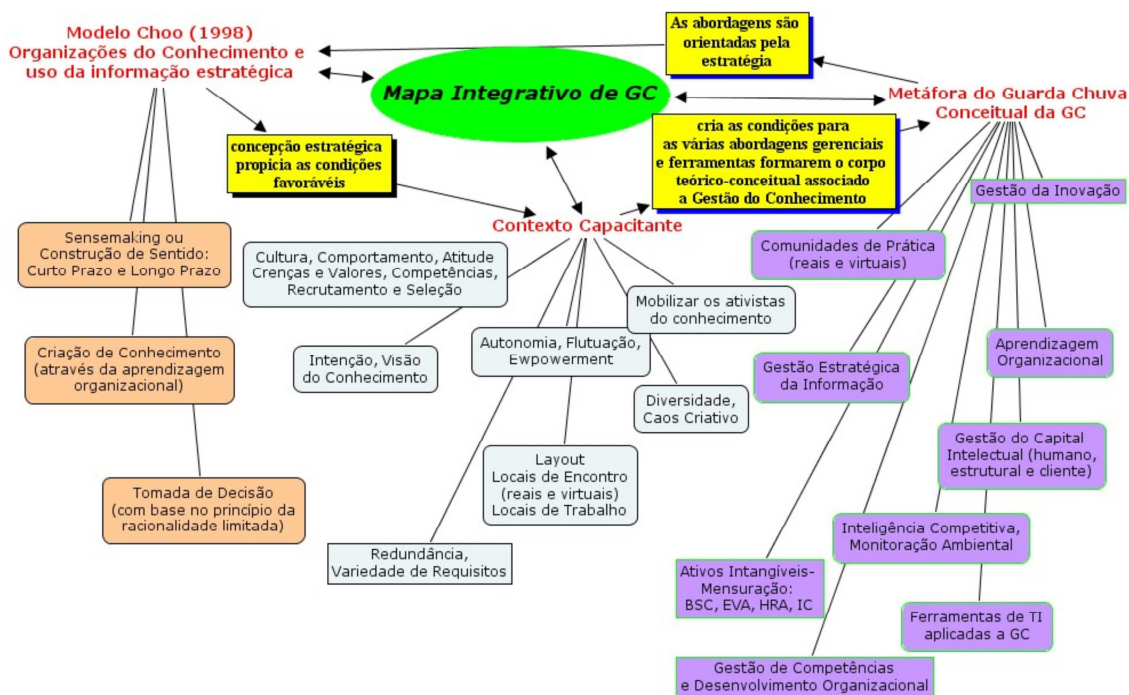 Modelo Choo (1998)
Organizações do Conhecimento e
uso da informação estratégica
As abordagens são
orientadas pela
estratégia
Mapa Integrativo de GC
Metáfora do Guarda Chuva
Conceitual da GC
concepção estratégica
propicia as condições
favorávéis
cria as condições para
as várias abordagens gerenciais
e ferramentas formarem o corpo
teórico-conceitual associado
a Gestão do Conhecimento
Contexto Capacitante
Sensemaking ou
Construção de Sentido:
Curto Prazo e Longo Prazo
Criação de Conhecimento
(através da aprendizagem
organizacional)
Tomada de Decisão
(com base no princípio da
racionalidade limitada)
Cultura, Comportamento, Atitude
Crenças e Valores, Competências,
Recrutamento e Seleção
Intenção, Visão
do Conhecimento
Autonomia, Flutuação,
Ewpowerment
Mobilizar os ativistas
do conhecimento
Diversidade,
Caos Criativo
Layout
Locais de Encontro
(reais e virtuais)
Locais de Trabalho
Redundância,
Variedade de Requisitos
Gestão da Inovação
Comunidades de Prática
(reais e virtuais)
Gestão Estratégica
da Informação
Aprendizagem
Organizacional
Gestão do Capital
Intelectual (humano,
estrutural e cliente)
Inteligência Competitiva,
Monitoração Ambiental
Ativos Intangíveis-
Mensuração:
BSC, EVA, HRA, IC
Ferramentas de TI
aplicadas a GC
Gestão de Competências
e Desenvolvimento Organizacional